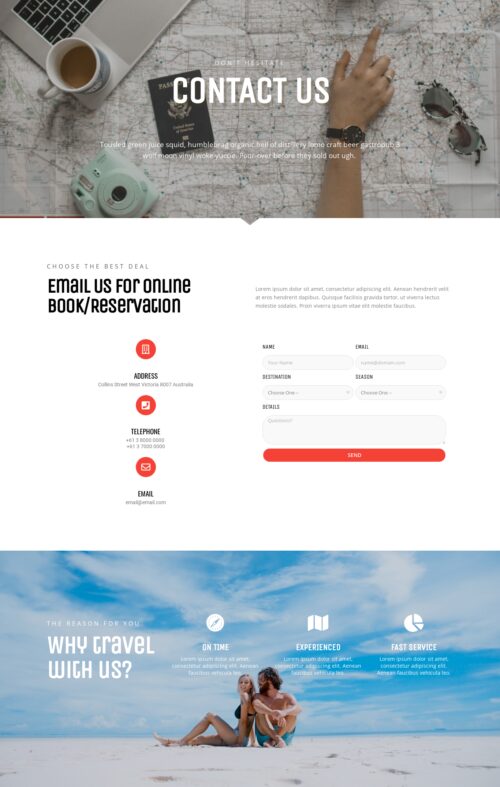 DON'T HESITATE
CONTACT US
PASSPORT
Tousled green juice squid, humblebrag organic hell of distillery lomo craft beer gastropub 3
wolf moon vinyl woke yuccie. Pour-over before they sold out ugh.
CHOOSE THE BEST DEAL
EMAIL US FOR ONLINE
BOOK/RESERVATION
Lorem ipsum dolor sit amet, consectetur adipiscing elit. Aenean hendrerit velit
at eros hendrerit dapibus. Quisque facilisis gravida tortor, ut viverra lectus
molestie sodales. Proin viverra ipsum vitae elit molestie faucibus.
ADDRESS
Collins Street West Victoria 8007 Australia
TELEPHONE
+61 3 8000 0000
+61 3 7000 0000
EMAIL
email@email.com
NAME EMAIL
Your Name name@domain.com
DESTINATION SEASON
Choose One – Choose One –
DETAILS
Questions?
SEND
THE REASON FOR YOU
WHY TRAVEL
WITH US?
ON TIME
Lorem ipsum dolor sit amet,
consectetur adipiscing elit. Aenean
faucibus vehicula leo.
EXPERIENCED
Lorem ipsum dolor sit amet,
consectetur adipiscing elit. Aenean
faucibus vehicula leo.
FAST SERVICE
Lorem ipsum dolor sit amet,
consectetur adipiscing elit. Aenean
faucibus vehicula leo.